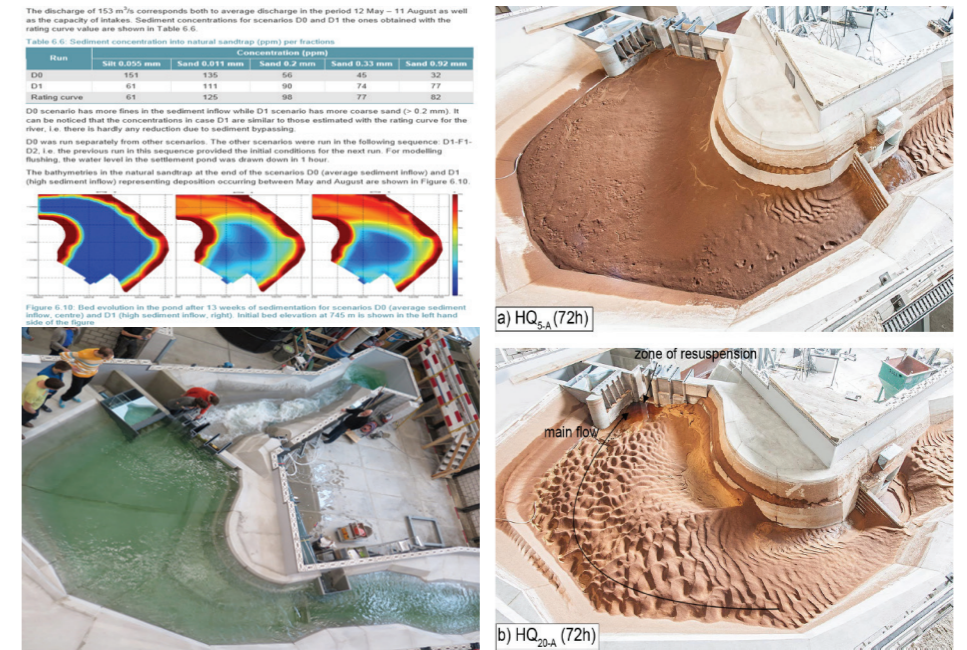 The discharge of 153 m³/s corresponds both to average discharge in the period 12 May – 11 August as well
as the capacity of intakes. Sediment concentrations for scenarios D0 and D1 the ones obtained with the
rating curve value are shown in Table 6.6.
Table 6.6: Sediment concentration into natural sandtrap (ppm) per fractions
Run Concentration (ppm)
Silt 0.055 mm Sand 0.011 mm Sand 0.2 mm Sand 0.33 mm Sand 0.92 mm
D0 151 135 56 45 32
D1 61 111 90 74 77
Rating curve 61 125 98 77 82
D0 scenario has more fines in the sediment inflow while D1 scenario has more coarse sand (> 0.2 mm). It
can be noticed that the concentrations in case D1 are similar to those estimated with the rating curve for the
river, i.e. there is hardly any reduction due to sediment bypassing.
D0 was run separately from other scenarios. The other scenarios were run in the following sequence: D1-F1-
D2, i.e. the previous run in this sequence provided the initial conditions for the next run. For modelling
flushing, the water level in the settlement pond was drawn down in 1 hour.
The bathymetries in the natural sandtrap at the end of the scenarios D0 (average sediment inflow) and D1
(high sediment inflow) representing deposition occurring between May and August are shown in Figure 6.10.
Figure 6.10: Bed evolution in the pond after 13 weeks of sedimentation for scenarios D0 (average sediment
inflow, centre) and D1 (high sediment inflow, right). Initial bed elevation at 745 m is shown in the left hand
side of the figure
a) HQ5-A (72h)
zone of resuspension
main flow
b) HQ20-A (72h)